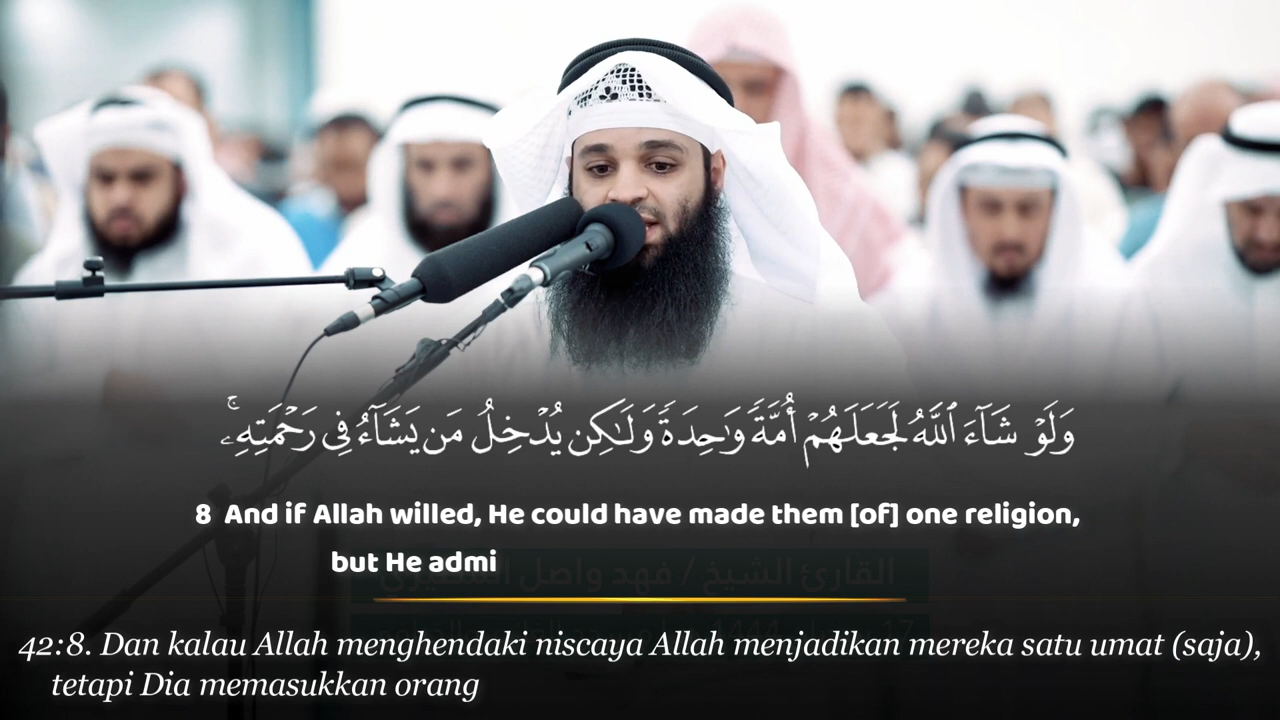 وَلَوْ شَآءَ ٱللَّهُ لَجَعَلَهُمْ أُمَّةً وَٰحِدَةً وَلَـٰكِن يُدْخِلُ مَن يَشَآءُ فِى رَحْمَتِهِۦ ۚ
8 And if Allah willed, He could have made them [of] one religion,
but He admi
القارئ الشيخ / فهد واصل
42:8. Dan kalau Allah menghendaki niscaya Allah menjadikan mereka satu umat (saja),
tetapi Dia memasukkan orang